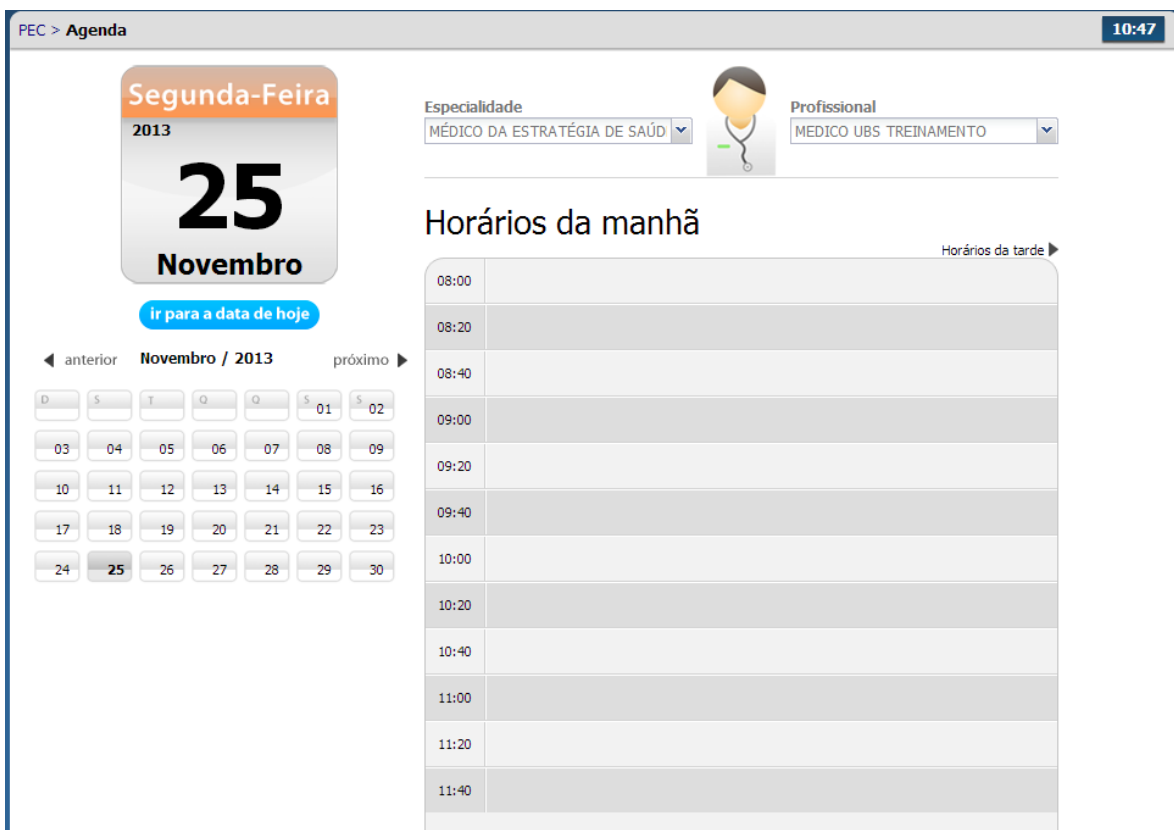 PEC > Agenda
10:47
Segunda-Feira
2013
25
Novembro
ir para a data de hoje
anterior Novembro / 2013 próximo
D S T Q Q S 01 S 02
03 04 05 06 07 08 09
10 11 12 13 14 15 16
17 18 19 20 21 22 23
24 25 26 27 28 29 30
Especialidade
MÉDICO DA ESTRATÉGIA DE SAÚD
Profissional
MEDICO UBS TREINAMENTO
Horários da manhã
Horários da tarde
08:00
08:20
08:40
09:00
09:20
09:40
10:00
10:20
10:40
11:00
11:20
11:40